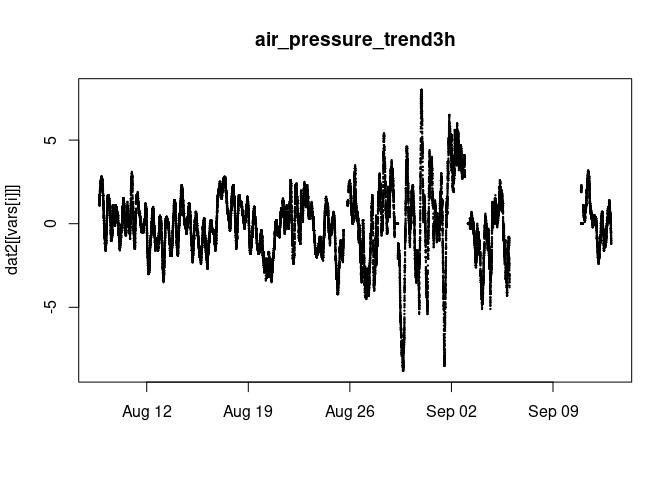 air_pressure_trend3h
dat2[[vars[i]]]
5
0
-5
Aug 12
Aug 19
Aug 26
Sep 02
Sep 09